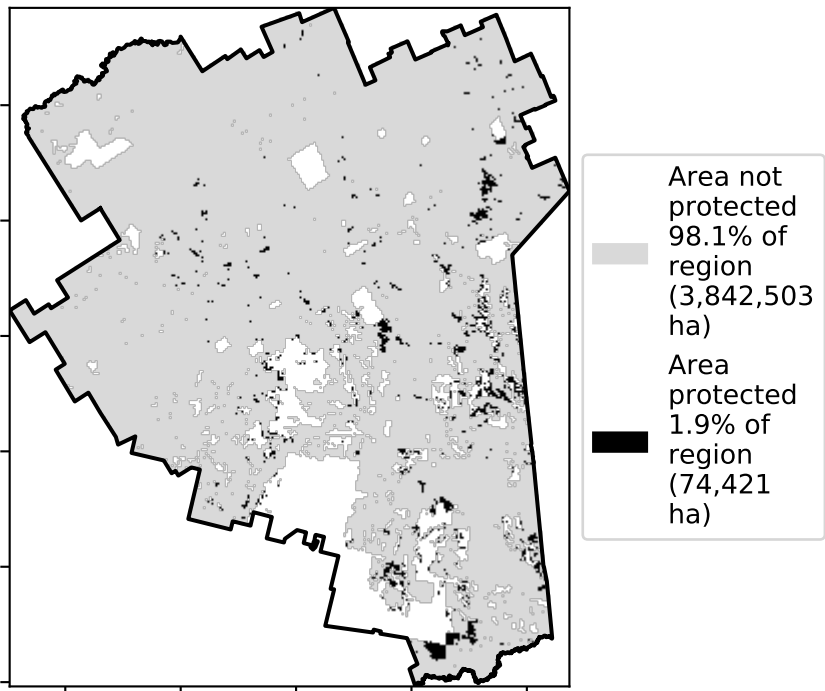 Area not
protected
98.1% of
region
(3,842,503
ha)
Area
protected
1.9% of
region
(74,421
ha)